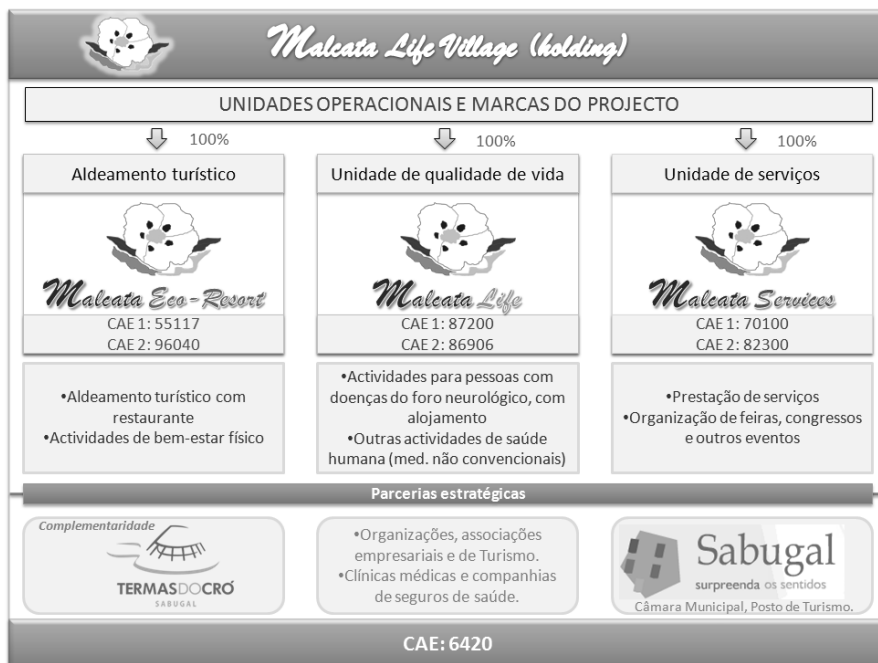 Malcata Life Village (holding)
UNIDADES OPERACIONAIS E MARCAS DO PROJECTO
100%
100%
100%
Aldeamento turístico
Unidade de qualidade de vida
Unidade de serviços
Malcata Eco-Resort
Malcata Life
Malcata Services
CAE 1: 55117
CAE 2: 96040
CAE 1: 87200
CAE 2: 86906
CAE 1: 70100
CAE 2: 82300
•Aldeamento turístico com
restaurante
•Actividades de bem-estar físico
•Actividades para pessoas com
doenças do foro neurológico, com
alojamento
•Outras actividades de saúde
humana (med. não convencionais)
•Prestação de serviços
•Organização de feiras, congressos
e outros eventos
Parcerias estratégicas
Complementaridade
TERMASDOCRÓ
SABUGAL
•Organizações, associações
empresariais e de Turismo.
•Clínicas médicas e companhias
de seguros de saúde.
Sabugal
surpreenda os sentidos
Câmara Municipal, Posto de Turismo.
CAE: 6420